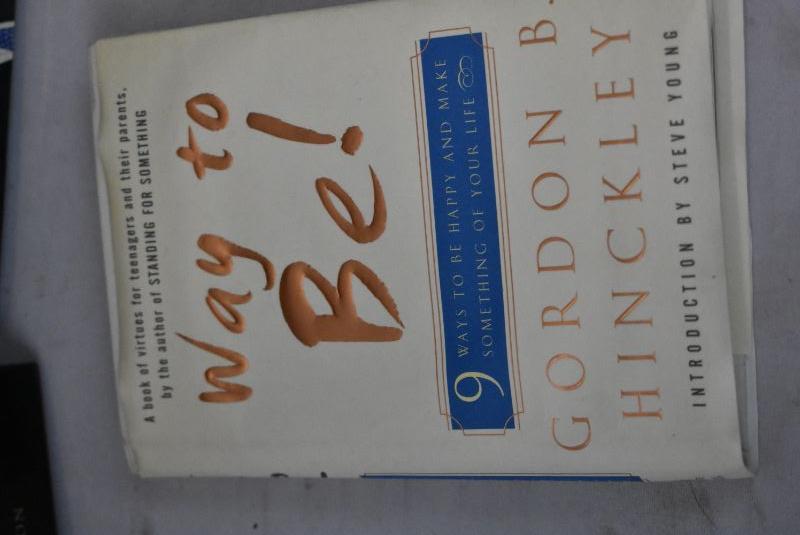 A book of virtues for teenagers and their parents,
by the author of STANDING FOR SOMETHING
Way to
Be!
9 WAYS TO BE HAPPY AND MAKE
SOMETHING OF YOUR LIFE
GORDON B.
HINCKLEY
INTRODUCTION BY STEVE YOUNG
ON